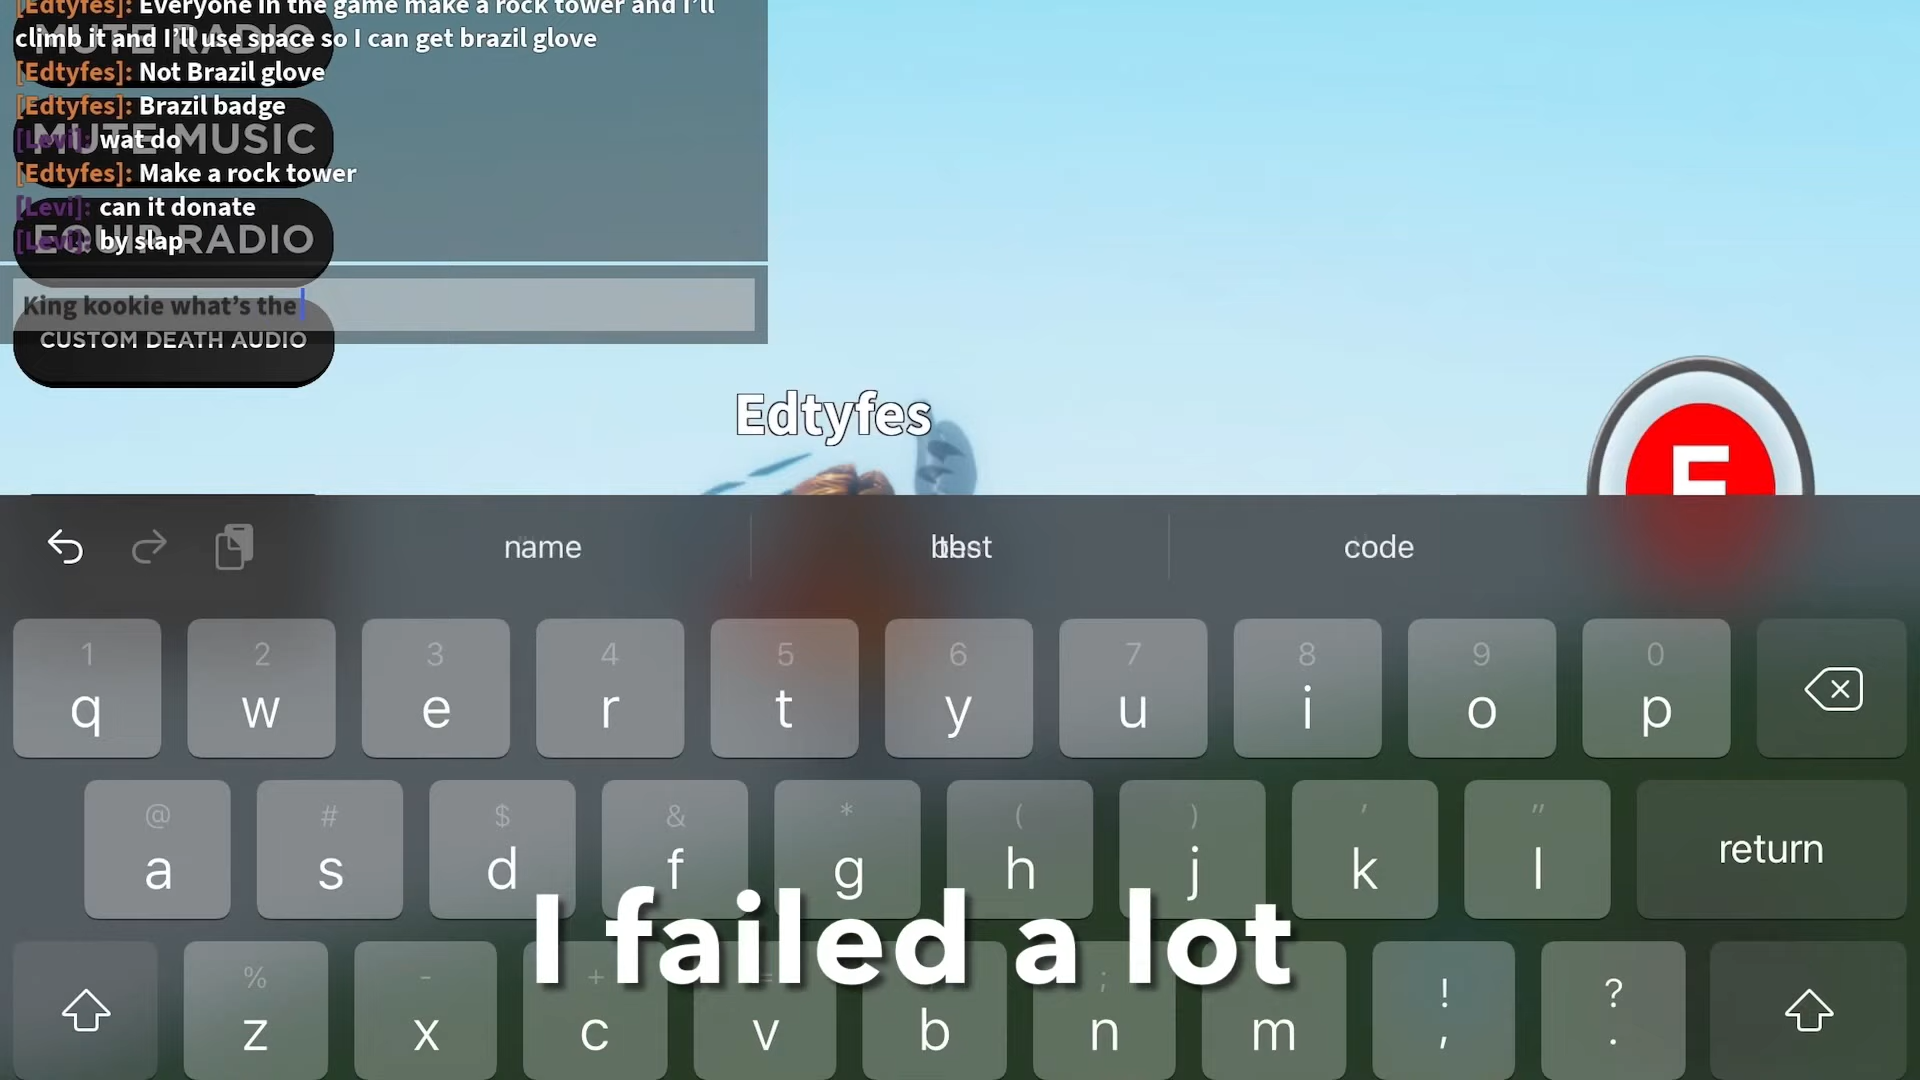 [Edtyfes]: Everyone in the game make a rock tower and I'll
climb it and I'll use space so I can get brazil glove
MUTE RADIO
[Edtyfes]: Not Brazil glove
[Edtyfes]: Brazil badge
[Levi]: wat do
MUTE MUSIC
[Edtyfes]: Make a rock tower
[Levi]: can it donate
[Levi]: by slap
EQUIP RADIO
King kookie what's the
CUSTOM DEATH AUDIO
Edtyfes
E
name
code
1 2 3 4 5 6 7 8 9 0
q w e r t y u i o p
@ # $ & * ( ) ' "
a s d f g h j k l return
I failed a lot
% - + = ; ! ?
z x c v b n m , .